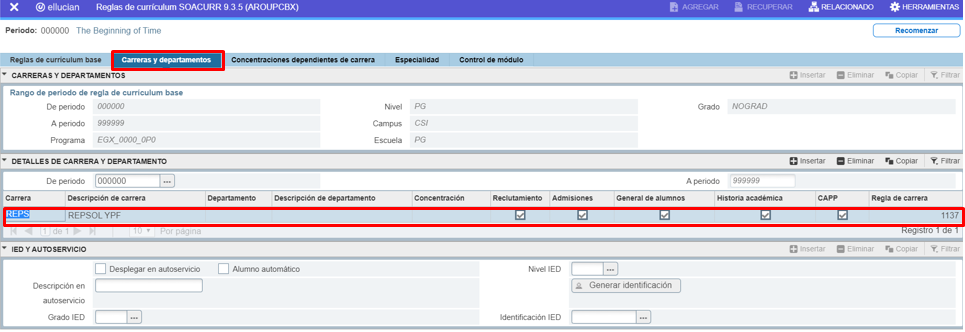 ellucian Reglas de currículum SOACURR 9.3.5 (AROUPCBX) AGREGAR RECUPERAR RELACIONADO HERRAMIENTAS
Periodo: 000000 The Beginning of Time Recomenzar
Reglas de currículum base Carreras y departamentos Concentraciones dependientes de carrera Especialidad Control de módulo
CARRERAS Y DEPARTAMENTOS Insertar Eliminar Copiar Filtrar
Rango de periodo de regla de currículum base
De periodo 000000 Nivel PG Grado NOGRAD
A periodo 999999 Campus CSI
Programa EGX_0000_0P0 Escuela PG
DETALLES DE CARRERA Y DEPARTAMENTO Insertar Eliminar Copiar Filtrar
De periodo 000000 ... A periodo 999999
Carrera Descripción de carrera Departamento Descripción de departamento Concentración Reclutamiento Admisiones General de alumnos Historia académica CAPP Regla de carrera
REPS REPSOL YPF 1137
1 de 1 10 Por página Registro 1 de 1
IED Y AUTOSERVICIO Insertar Eliminar Copiar Filtrar
Desplegar en autoservicio Alumno automático Nivel IED ...
Descripción en autoservicio Generar identificación
Grado IED ... Identificación IED ...